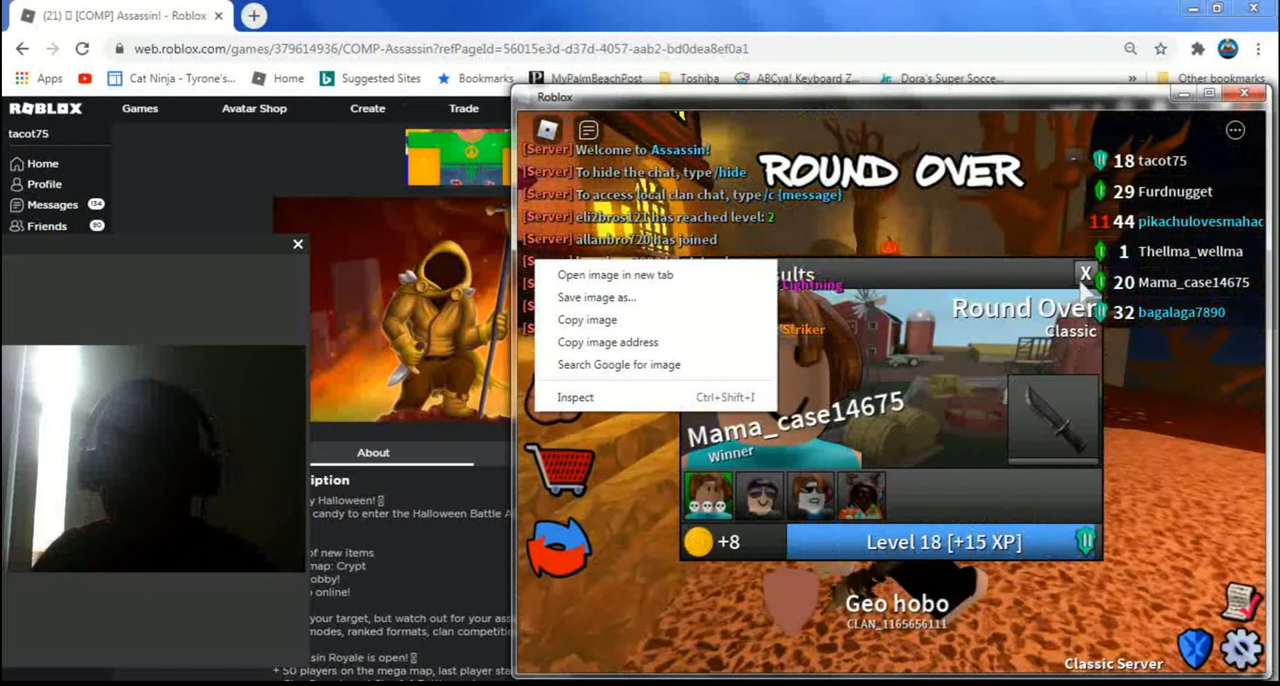 (21) [COMP] Assassin! - Roblox
web.roblox.com/games/379614936/COMP-Assassin?refPageId=56015e3d-d37d-4057-aab2-bd0dea8ef0a1
Apps
Cat Ninja - Tyrone's...
Home
Suggested Sites
Bookmarks
MyPalmBeachPost
Toshiba
ABCya! Keyboard Z...
Dora's Super Socce...
»
Other bookmarks
ROBLOX
Games
Avatar Shop
Create
Trade
tacot75
Home
Profile
Messages 134
Friends 90
About
ription
y Halloween!
candy to enter the Halloween Battle A
of new items
map: Crypt
obby!
o online!
your target, but watch out for your ass
modes, ranked formats, clan competiti
sin Royale is open!
+ 50 players on the mega map, last player sta
Roblox
[Server] Welcome to Assassin!
[Server] To hide the chat, type /hide
[Server] To access local clan chat, type /c {message}
[Server] eli2bros121 has reached level: 2
[Server] allanbro720 has joined
ROUND OVER
18 tacot75
29 Furdnugget
11 44 pikachulovesmahac
1 Thellma_wellma
20 Mama_case14675
32 bagalaga7890
Open image in new tab
Save image as...
Copy image
Copy image address
Search Google for image
Inspect Ctrl+Shift+I
ults
X
Lightning
Striker
Round Over
Classic
Mama_case14675
Winner
+8
Level 18 [+15 XP]
Geo hobo
CLAN_1165656111
Classic Server